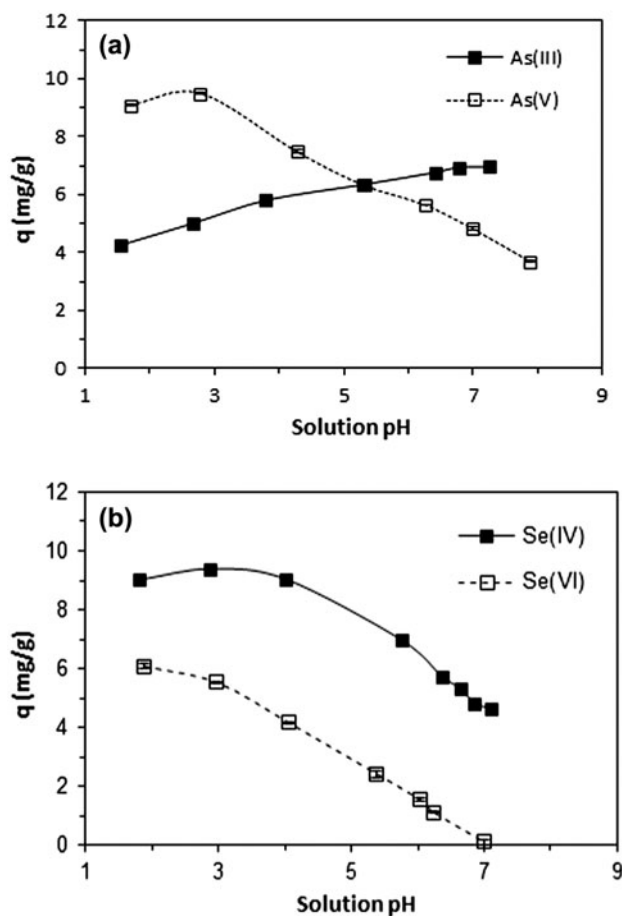 (a)
As(III)
As(V)
12
10
8
6
4
2
0
q (mg/g)
1 3 5 7 9
Solution pH
(b)
Se(IV)
Se(VI)
12
10
8
6
4
2
0
q (mg/g)
1 3 5 7 9
Solution pH